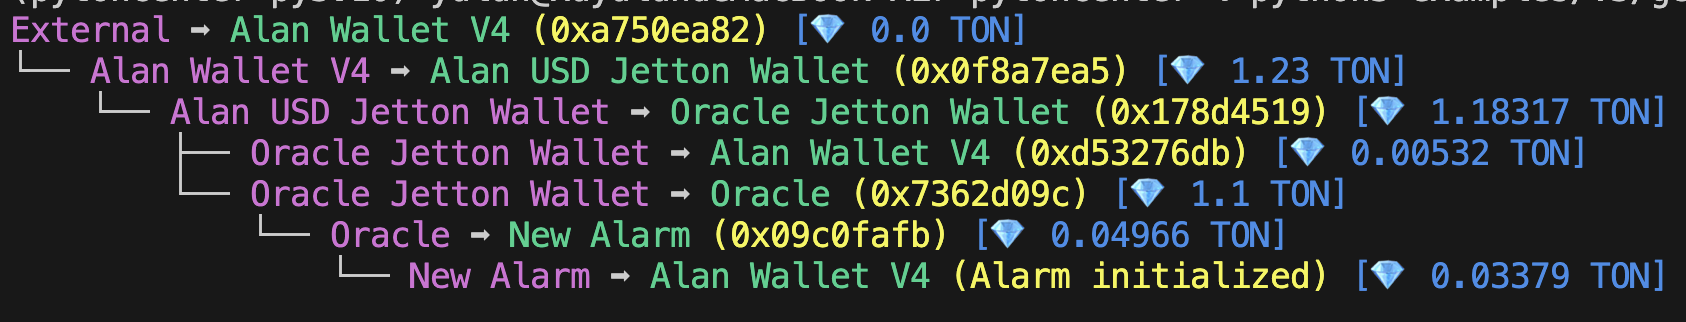 External ➡ Alan Wallet V4 (0xa750ea82) [💎 0.0 TON]
└── Alan Wallet V4 ➡ Alan USD Jetton Wallet (0x0f8a7ea5) [💎 1.23 TON]
└── Alan USD Jetton Wallet ➡ Oracle Jetton Wallet (0x178d4519) [💎 1.18317 TON]
├── Oracle Jetton Wallet ➡ Alan Wallet V4 (0xd53276db) [💎 0.00532 TON]
└── Oracle Jetton Wallet ➡ Oracle (0x7362d09c) [💎 1.1 TON]
└── Oracle ➡ New Alarm (0x09c0fafb) [💎 0.04966 TON]
└── New Alarm ➡ Alan Wallet V4 (Alarm initialized) [💎 0.03379 TON]